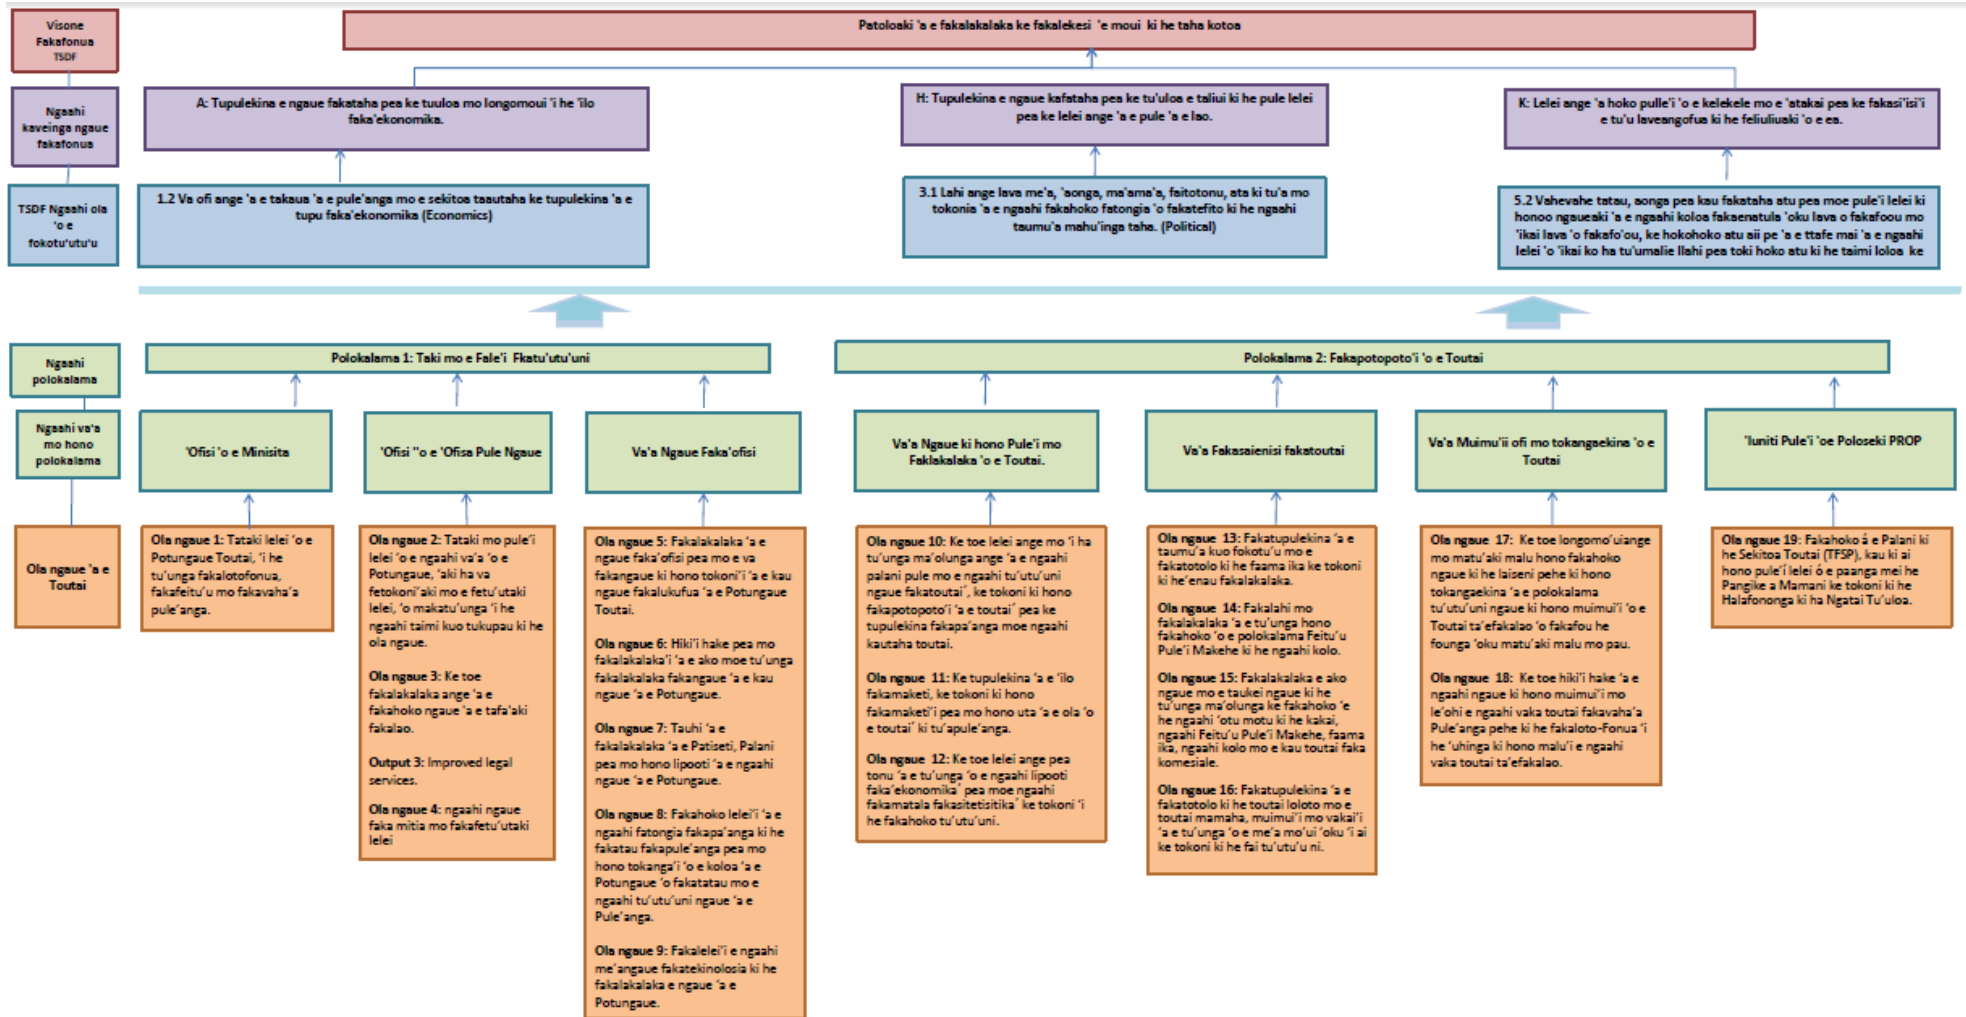 Visone
Fakafonua
TSDF
Patoloaki 'a e fakalakalaka ke fakalekesi 'e moui ki he taha kotoa
Ngaahi
kaveinga ngaue
fakafonua
A: Tupulekina e ngaue fakataha pea ke tuuloa mo longomoui 'i he 'ilo
faka'ekonomika.
H: Tupulekina e ngaue kafataha pea ke tu'uloa e taliui ki he pule lelei
pea ke lelei ange 'a e pule 'a e lao.
K: Lelei ange 'a hoko pulle'i 'o e kelekele mo e 'atakai pea ke fakasi'isi'i
e tu'u laveangofua ki he feliuliuaki 'o e ea.
TSDF Ngaahi ola
'o e
fokotu'utu'u
1.2 Va ofi ange 'a e takaua 'a e pule'anga mo e sekitoa taautaha ke tupulekina 'a e
tupu faka'ekonomika (Economics)
3.1 Lahi ange lava me'a, 'aonga, ma'ama'a, faitotonu, ata ki tu'a mo
tokonia 'a e ngaahi fakahoko fatongia 'o fakatefito ki he ngaahi
taumu'a mahu'inga taha. (Political)
5.2 Vahevahe tatau, aonga pea kau fakataha atu pea moe pule'i lelei ki
honoo ngaueaki 'a e ngaahi koloa fakaenatula 'oku lava o fakafoou mo
'ikai lava 'o fakafo'ou, ke hokohoko atu aii pe 'a e ttafe mai 'a e ngaahi
lelei 'o 'ikai ko ha tu'umalie llahi pea toki hoko atu ki he taimi loloa ke
Ngaahi
polokalama
Polokalama 1: Taki mo e Fale'i Fkatu'utu'uni
Polokalama 2: Fakapotopoto'i 'o e Toutai
Ngaahi va'a
mo hono
polokalama
'Ofisi 'o e Minisita
'Ofisi ''o e 'Ofisa Pule Ngaue
Va'a Ngaue Faka'ofisi
Va'a Ngaue ki hono Pule'i mo
Faklakalaka 'o e Toutai.
Va'a Fakasaienisi fakatoutai
Va'a Muimu'ii ofi mo tokangaekina 'o e
Toutai
'Iuniti Pule'i 'oe Poloseki PROP
Ola ngaue 'a e
Toutai
Ola ngaue 1: Tataki lelei 'o e
Potungaue Toutai, 'i he
tu'unga fakalotofonua,
fakafeitu'u mo fakavaha'a
pule'anga.
Ola ngaue 2: Tataki mo pule'i
lelei 'o e ngaahi va'a 'o e
Potungaue, 'aki ha va
fetokoni'aki mo e fetu'utaki
lelei, 'o makatu'unga 'i he
ngaahi taimi kuo tukupau ki he
ola ngaue.
Ola ngaue 3: Ke toe
fakalakalaka ange 'a e
fakahoko ngaue 'a e tafa'aki
fakalao.
Output 3: Improved legal
services.
Ola ngaue 4: ngaahi ngaue
faka mitia mo fakafetu'utaki
lelei
Ola ngaue 5: Fakalakalaka 'a e
ngaue faka'ofisi pea mo e va
fakangaue ki hono tokoni'i 'a e kau
ngaue fakalukufua 'a e Potungaue
Toutai.
Ola ngaue 6: Hiki'i hake pea mo
fakalakalaka'i 'a e ako moe tu'unga
fakalakalaka fakangaue 'a e kau
ngaue 'a e Potungaue.
Ola ngaue 7: Tauhi 'a e
fakalakalaka 'a e Patiseti, Palani
pea mo hono lipooti 'a e ngaahi
ngaue 'a e Potungaue.
Ola ngaue 8: Fakahoko lelei'i 'a e
ngaahi fatongia fakapa'anga ki he
fakatau fakapule'anga pea mo
hono tokanga'i 'o e koloa 'a e
Potungaue 'o fakatatau mo e
ngaahi tu'utu'uni ngaue 'a e
Pule'anga.
Ola ngaue 9: Fakalelei'i e ngaahi
me'angaue fakatekinolosia ki he
fakalakalaka e ngaue 'a e
Potungaue.
Ola ngaue 10: Ke toe lelei ange mo 'i ha
tu'unga ma'olunga ange 'a e ngaahi
palani pule mo e ngaahi tu'utu'uni
ngaue fakatoutai´, ke tokoni ki hono
fakapotopoto'i 'a e toutai´ pea ke
tupulekina fakapa'anga moe ngaahi
kautaha toutai.
Ola ngaue 11: Ke tupulekina 'a e 'ilo
fakamaketi, ke tokoni ki hono
fakamaketi'i pea mo hono uta 'a e ola 'o
e toutai´ ki tu'apule'anga.
Ola ngaue 12: Ke toe lelei ange pea
tonu 'a e tu'unga 'o e ngaahi lipooti
faka'ekonomika´ pea moe ngaahi
fakamatala fakasitetisitika´ ke tokoni 'i
he fakahoko tu'utu'uni.
Ola ngaue 13: Fakatupulekina 'a e
taumu'a kuo fokotu'u mo e
fakatotolo ki he faama ika ke tokoni
ki he'enau fakalakalaka.
Ola ngaue 14: Fakalahi mo
fakalakalaka 'a e tu'unga hono
fakahoko 'o e polokalama Feitu'u
Pule'i Makehe ki he ngaahi kolo.
Ola ngaue 15: Fakalakalaka e ako
ngaue mo e taukei ngaue ki he
tu'unga ma'olunga ke fakahoko 'e
he ngaahi 'otu motu ki he kakai,
ngaahi Feitu'u Pule'i Makehe, faama
ika, ngaahi kolo mo e kau toutai faka
komesiale.
Ola ngaue 16: Fakatupulekina 'a e
fakatotolo ki he toutai loloto mo e
toutai mamaha, muimui'i mo vakai'i
'a e tu'unga 'o e me'a mo'ui 'oku 'i ai
ke tokoni ki he fai tu'utu'u ni.
Ola ngaue 17: Ke toe longomo'uiange
mo matu'aki malu hono fakahoko
ngaue ki he laiseni pehe ki hono
tokangaekina 'a e polokalama
tu'utu'uni ngaue ki hono muimui'i 'o e
Toutai ta'efakalao 'o fakafou he
founga 'oku matu'aki malu mo pau.
Ola ngaue 18: Ke toe hiki'i hake 'a e
ngaahi ngaue ki hono muimui'i mo
le'ohi e ngaahi vaka toutai fakavaha'a
Pule'anga pehe ki he fakaloto-Fonua 'i
he 'uhinga ki hono malu'i e ngaahi
vaka toutai ta'efakalao.
Ola ngaue 19: Fakahoko á e Palani ki
he Sekitoa Toutai (TFSP), kau ki ai
hono pule'í lelei ó e paanga mei he
Pangike a Mamani ke tokoni ki he
Halafononga ki ha Ngatai Tu'uloa.